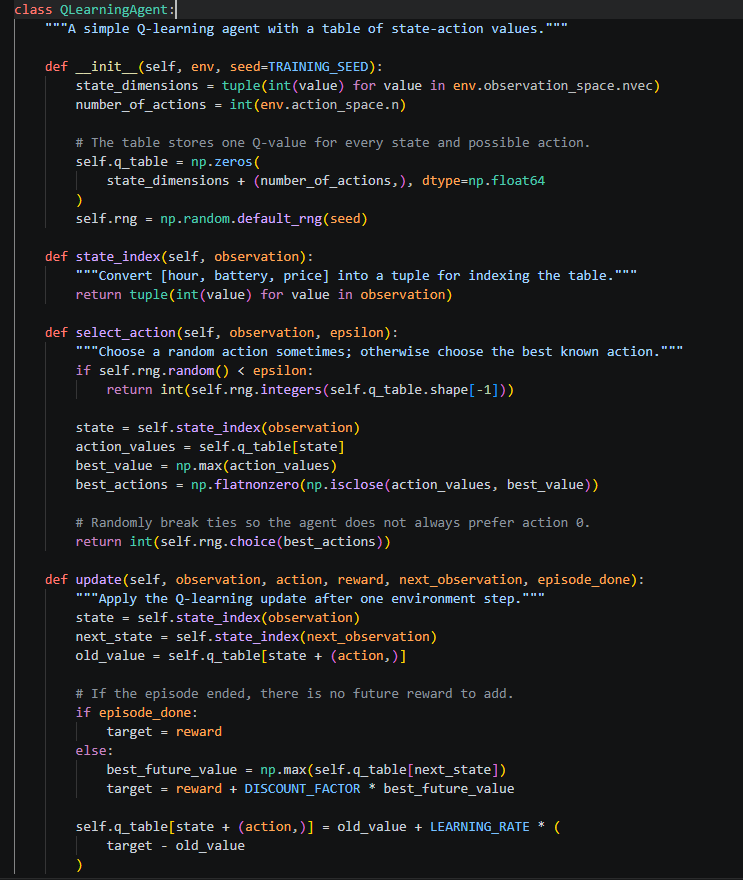 class QLearningAgent:
    """A simple Q-learning agent with a table of state-action values."""

    def __init__(self, env, seed=TRAINING_SEED):
        state_dimensions = tuple(int(value) for value in env.observation_space.nvec)
        number_of_actions = int(env.action_space.n)

        # The table stores one Q-value for every state and possible action.
        self.q_table = np.zeros(
            state_dimensions + (number_of_actions,), dtype=np.float64
        )
        self.rng = np.random.default_rng(seed)

    def state_index(self, observation):
        """Convert [hour, battery, price] into a tuple for indexing the table."""
        return tuple(int(value) for value in observation)

    def select_action(self, observation, epsilon):
        """Choose a random action sometimes; otherwise choose the best known action."""
        if self.rng.random() < epsilon:
            return int(self.rng.integers(self.q_table.shape[-1]))

        state = self.state_index(observation)
        action_values = self.q_table[state]
        best_value = np.max(action_values)
        best_actions = np.flatnonzero(np.isclose(action_values, best_value))

        # Randomly break ties so the agent does not always prefer action 0.
        return int(self.rng.choice(best_actions))

    def update(self, observation, action, reward, next_observation, episode_done):
        """Apply the Q-learning update after one environment step."""
        state = self.state_index(observation)
        next_state = self.state_index(next_observation)
        old_value = self.q_table[state + (action,)]

        # If the episode ended, there is no future reward to add.
        if episode_done:
            target = reward
        else:
            best_future_value = np.max(self.q_table[next_state])
            target = reward + DISCOUNT_FACTOR * best_future_value

        self.q_table[state + (action,)] = old_value + LEARNING_RATE * (
            target - old_value
        )